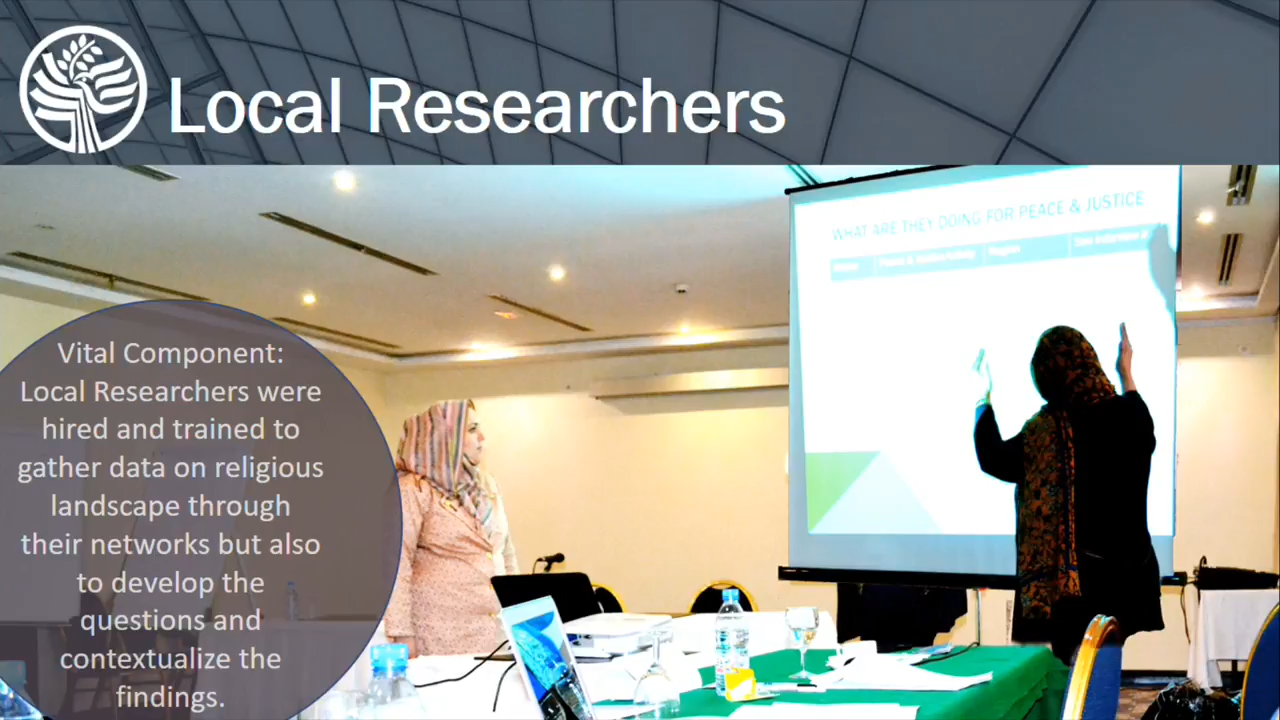 Local Researchers
WHAT ARE THEY DOING FOR PEACE & JUSTICE
Vital Component:
Local Researchers were
hired and trained to
gather data on religious
landscape through
their networks but also
to develop the
questions and
contextualize the
findings.